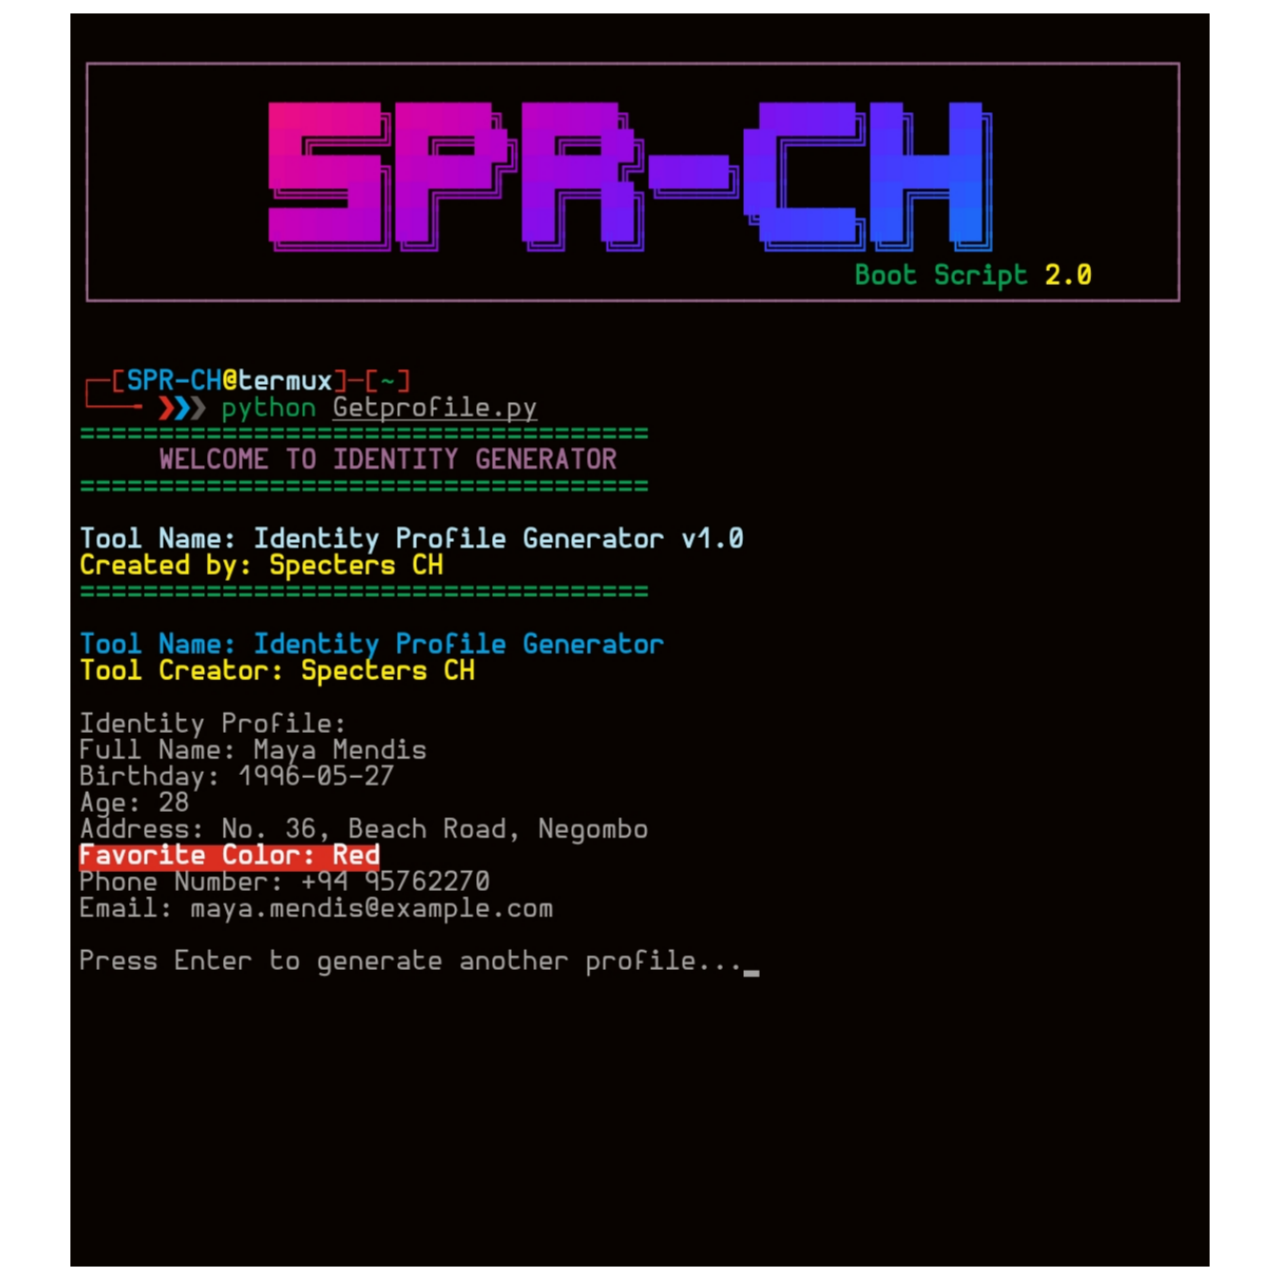 SPR-CH
Boot Script 2.0
┌─[SPR-CH@termux]─[~]
└──╼ ❯❯❯ python Getprofile.py
====================================
WELCOME TO IDENTITY GENERATOR
====================================
Tool Name: Identity Profile Generator v1.0
Created by: Specters CH
====================================
Tool Name: Identity Profile Generator
Tool Creator: Specters CH
Identity Profile:
Full Name: Maya Mendis
Birthday: 1996-05-27
Age: 28
Address: No. 36, Beach Road, Negombo
Favorite Color: Red
Phone Number: +94 95762270
Email: maya.mendis@example.com
Press Enter to generate another profile...